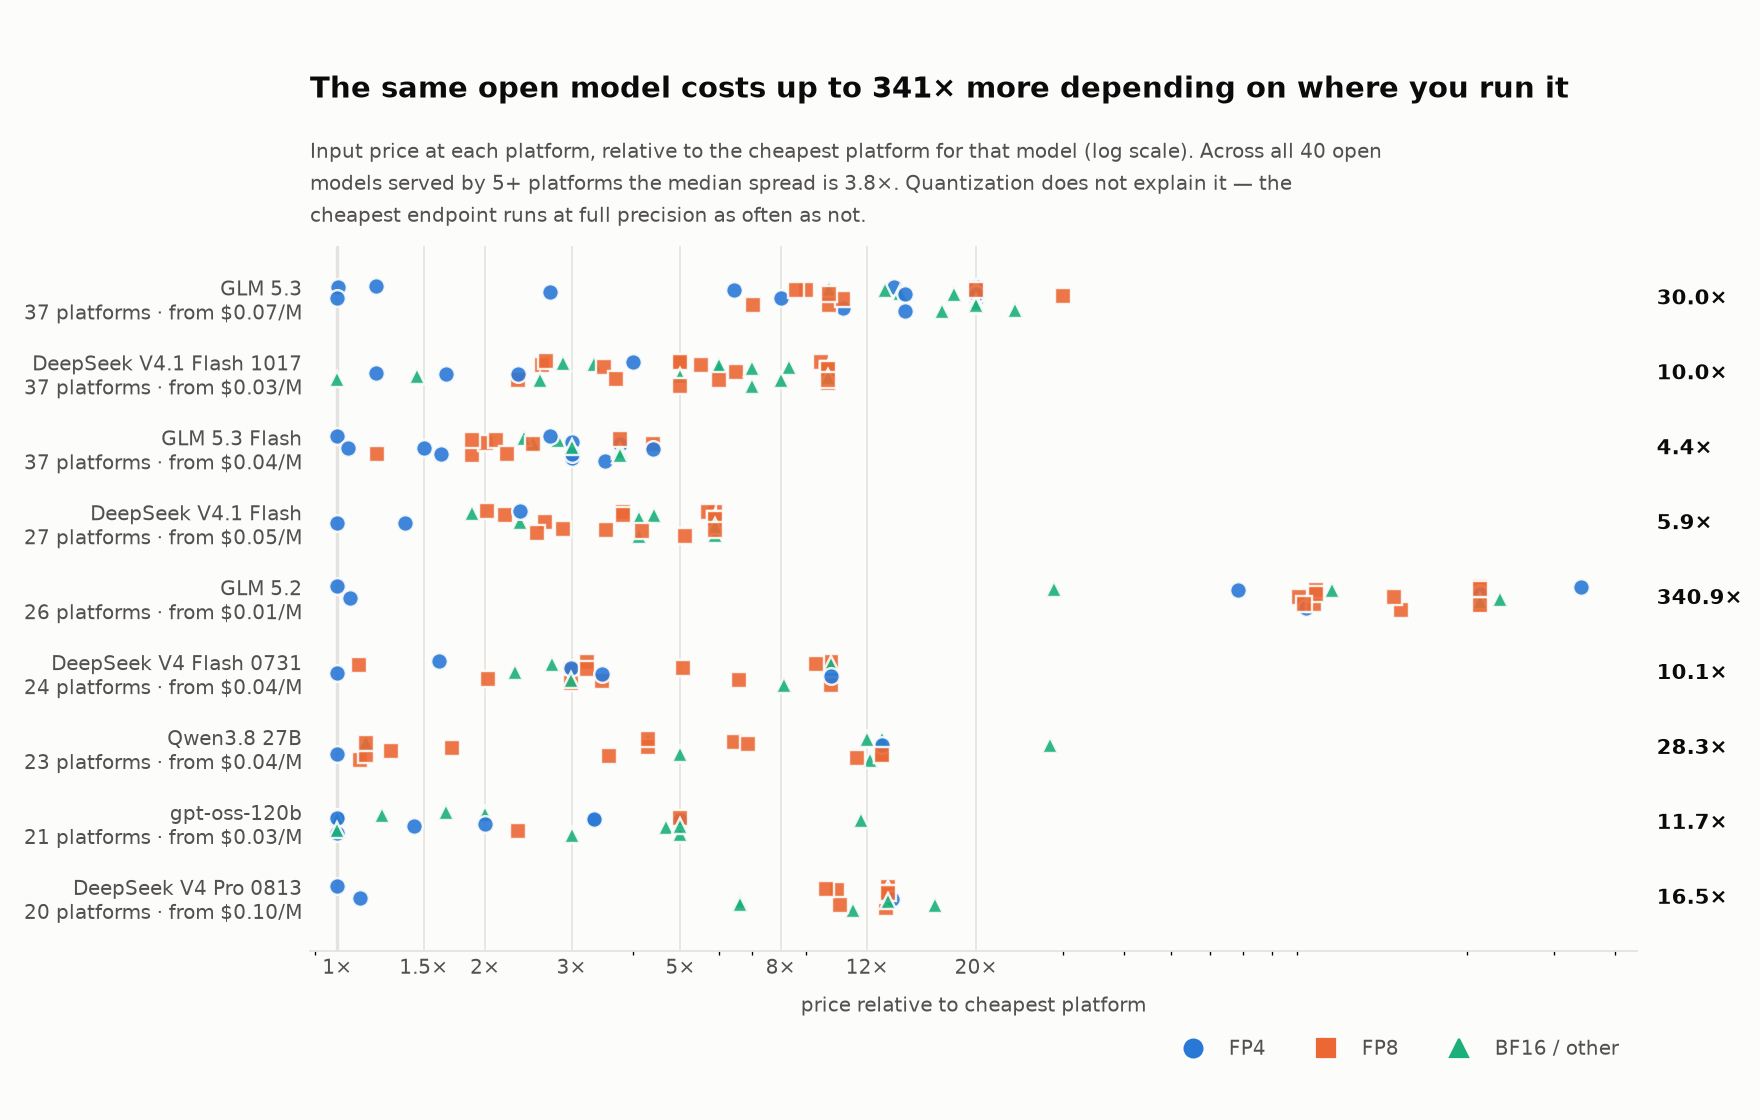 The same open model costs up to 341× more depending on where you run it
Input price at each platform, relative to the cheapest platform for that model (log scale). Across all 40 open
models served by 5+ platforms the median spread is 3.8×. Quantization does not explain it — the
cheapest endpoint runs at full precision as often as not.
GLM 5.3
37 platforms · from $0.07/M
30.0×
DeepSeek V4.1 Flash 1017
37 platforms · from $0.03/M
10.0×
GLM 5.3 Flash
37 platforms · from $0.04/M
4.4×
DeepSeek V4.1 Flash
27 platforms · from $0.05/M
5.9×
GLM 5.2
26 platforms · from $0.01/M
340.9×
DeepSeek V4 Flash 0731
24 platforms · from $0.04/M
10.1×
Qwen3.8 27B
23 platforms · from $0.04/M
28.3×
gpt-oss-120b
21 platforms · from $0.03/M
11.7×
DeepSeek V4 Pro 0813
20 platforms · from $0.10/M
16.5×
1× 1.5× 2× 3× 5× 8× 12× 20×
price relative to cheapest platform
FP4 FP8 BF16 / other